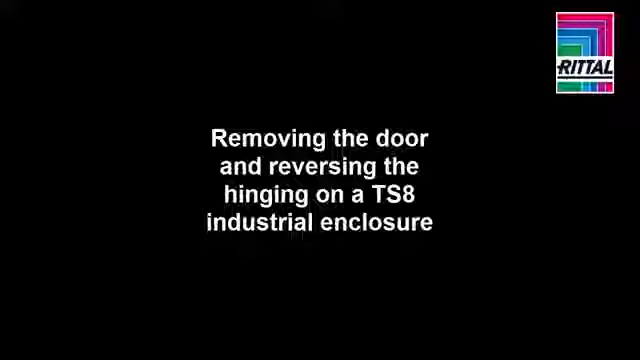 RITTAL
Removing the door
and reversing the
hinging on a TS8
industrial enclosure